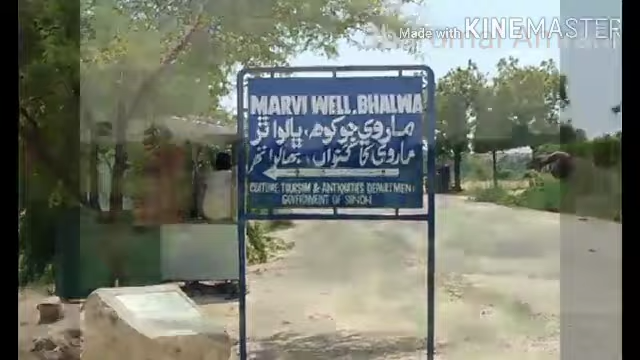 Made with KINEMASTER
MARVI WELL, BHALWA
ماروي جو کوهہ، ڀالوا ٿر
ماروی کا کنواں، بھالوا تھر
CULTURE TOURISM & ANTIQUITIES DEPARTMENT
GOVERNMENT OF SINDH